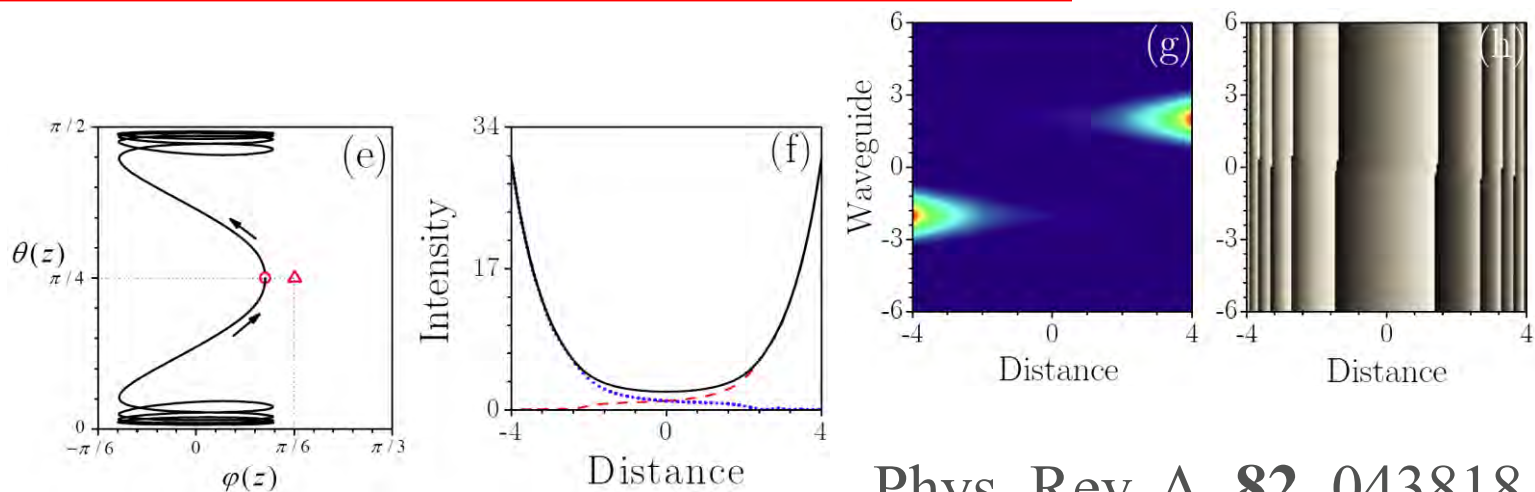 (e)
π/2
θ(z)
π/4
0
-π/6
0
π/6
π/3
φ(z)
(f)
34
Intensity
17
0
-4
0
4
Distance
(g)
6
3
Waveguide
0
-3
-6
-4
0
4
Distance
(h)
6
3
0
-3
-6
-4
0
4
Distance
Phys. Rev. A 82, 043818